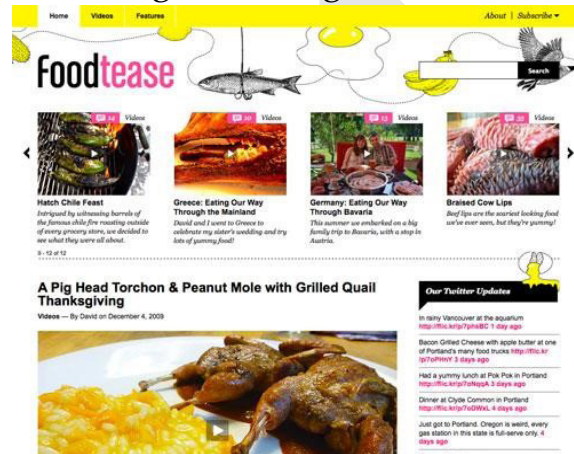 Home Videos Features About | Subscribe
Foodtease
Search
14 Videos
10 Videos
13 Videos
Videos
Hatch Chile Feast
Intrigued by witnessing barrels of
the famous chile fire roasting outside
of every grocery store, we decided to
see what they were all about.
Greece: Eating Our Way
Through the Mainland
David and I went to Greece to
celebrate my sister's wedding and try
lots of yummy food!
Germany: Eating Our Way
Through Bavaria
This summer we embarked on a big
family trip to Bavaria, with a stop in
Austria.
Braised Cow Lips
Beef lips are the scariest looking food
we've ever seen, but they're yummy!
9 - 12 of 12
A Pig Head Torchon & Peanut Mole with Grilled Quail
Thanksgiving
Videos — By David on December 4, 2009
Our Twitter Updates
In rainy Vancouver at the aquarium
http://flic.kr/p/7phsBC 1 day ago
Bacon Grilled Cheese with apple butter at one
of Portland's many food trucks http://flic.kr
/p/7oPHnY 3 days ago
Had a yummy lunch at Pok Pok in Portland
http://flic.kr/p/7oNqqA 3 days ago
Dinner at Clyde Common in Portland
http://flic.kr/p/7oDWxL 4 days ago
Just got to Portland. Oregon is weird, every
gas station in this state is full-serve only. 4
days ago